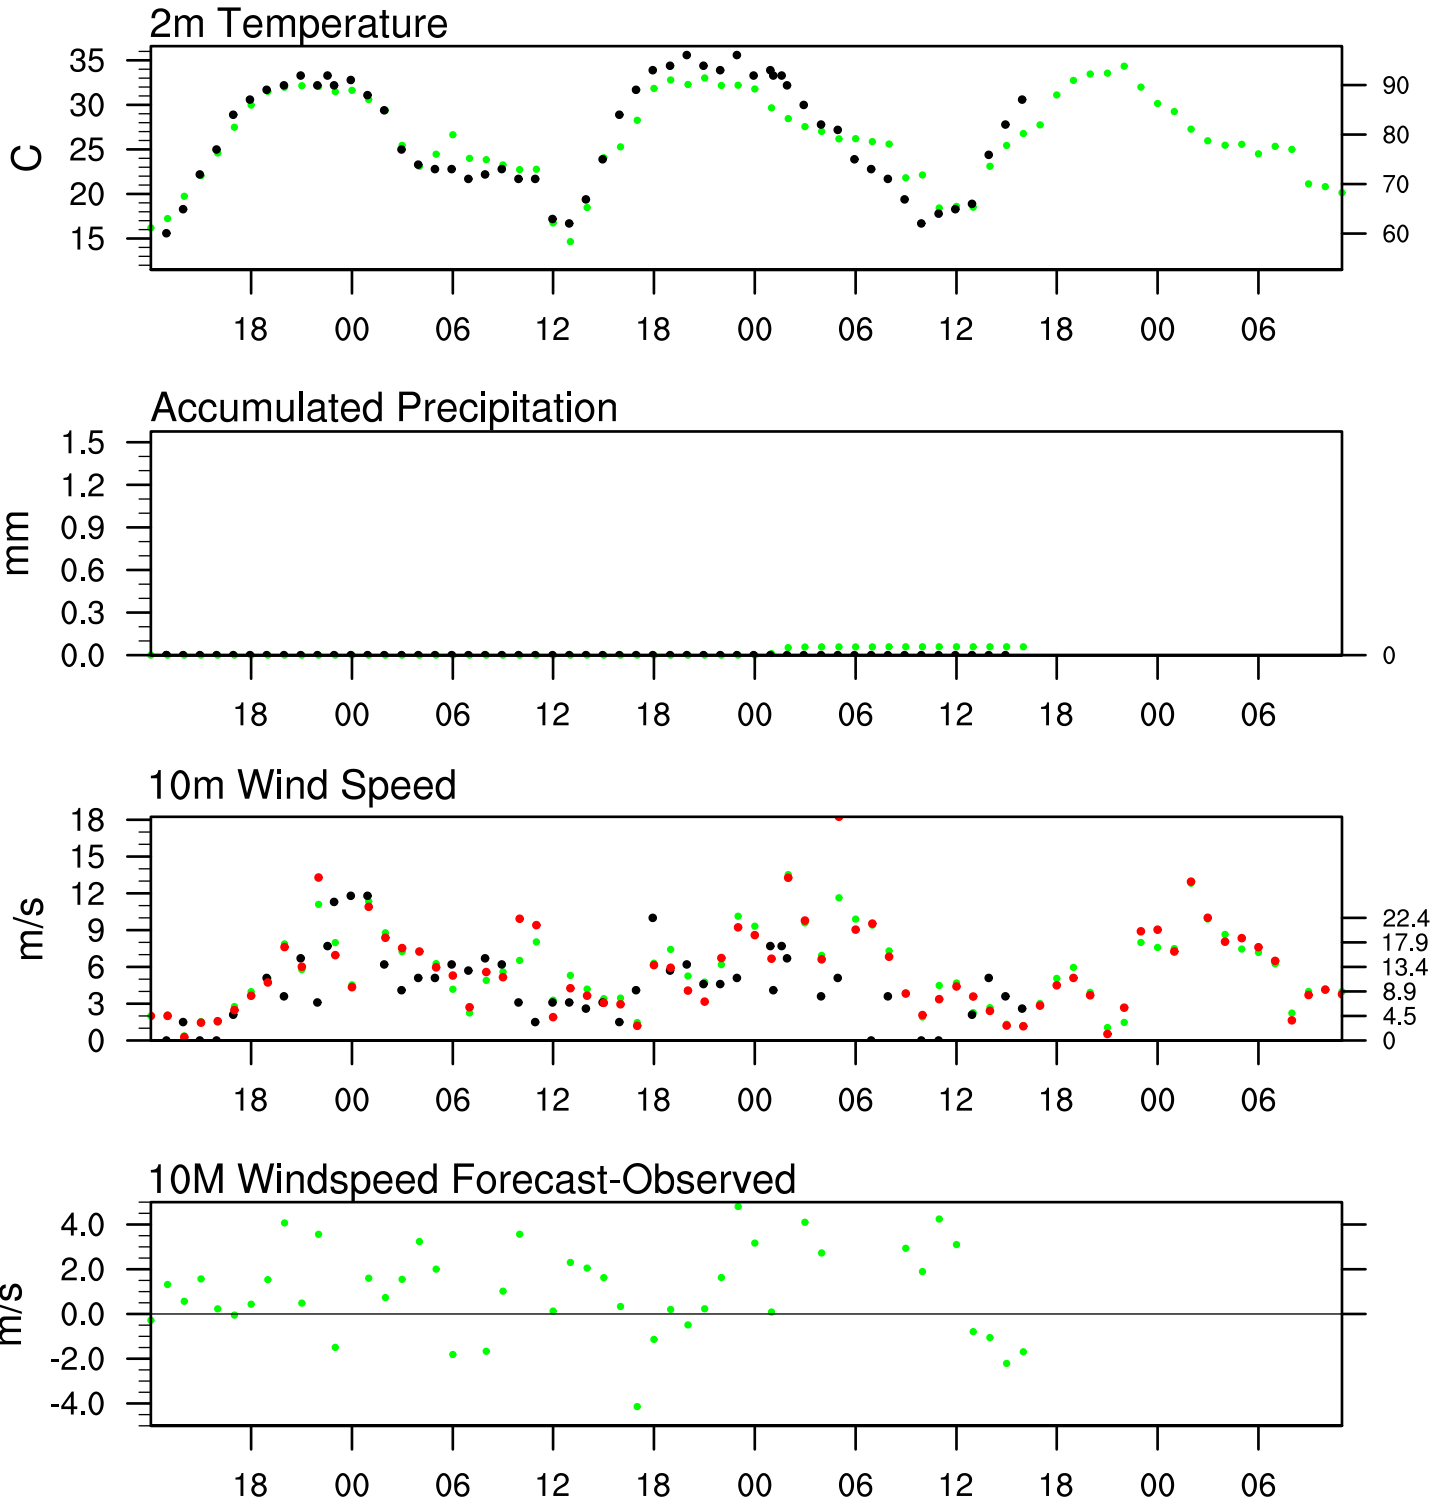 2m Temperature
35
30
25
20
15
C
90
80
70
60
18 00 06 12 18 00 06 12 18 00 06
Accumulated Precipitation
1.5
1.2
0.9
0.6
0.3
0.0
mm
0
18 00 06 12 18 00 06 12 18 00 06
10m Wind Speed
18
15
12
9
6
3
0
m/s
22.4
17.9
13.4
8.9
4.5
0
18 00 06 12 18 00 06 12 18 00 06
10M Windspeed Forecast-Observed
4.0
2.0
0.0
-2.0
-4.0
m/s
18 00 06 12 18 00 06 12 18 00 06